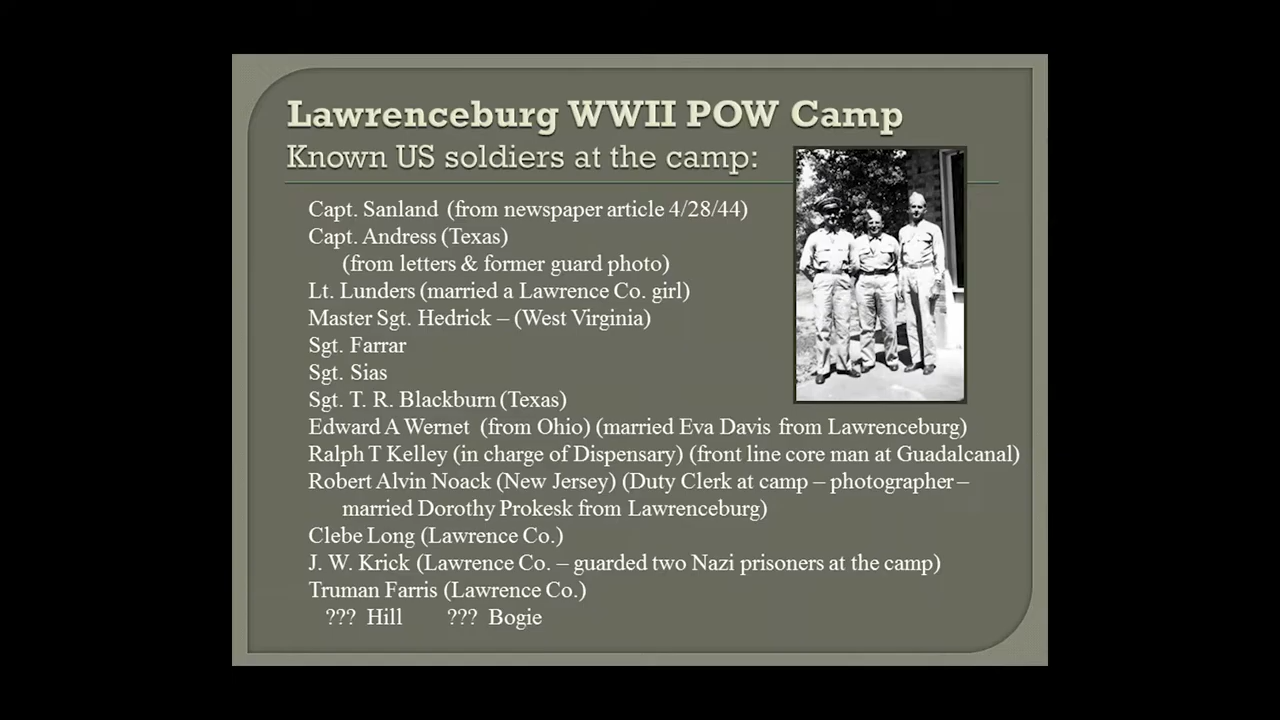 Lawrenceburg WWII POW Camp
Known US soldiers at the camp:
Capt. Sanland (from newspaper article 4/28/44)
Capt. Andress (Texas)
(from letters & former guard photo)
Lt. Lunders (married a Lawrence Co. girl)
Master Sgt. Hedrick – (West Virginia)
Sgt. Farrar
Sgt. Sias
Sgt. T. R. Blackburn (Texas)
Edward A Wernet (from Ohio) (married Eva Davis from Lawrenceburg)
Ralph T Kelley (in charge of Dispensary) (front line core man at Guadalcanal)
Robert Alvin Noack (New Jersey) (Duty Clerk at camp – photographer –
married Dorothy Prokesk from Lawrenceburg)
Clebe Long (Lawrence Co.)
J. W. Krick (Lawrence Co. – guarded two Nazi prisoners at the camp)
Truman Farris (Lawrence Co.)
??? Hill ??? Bogie